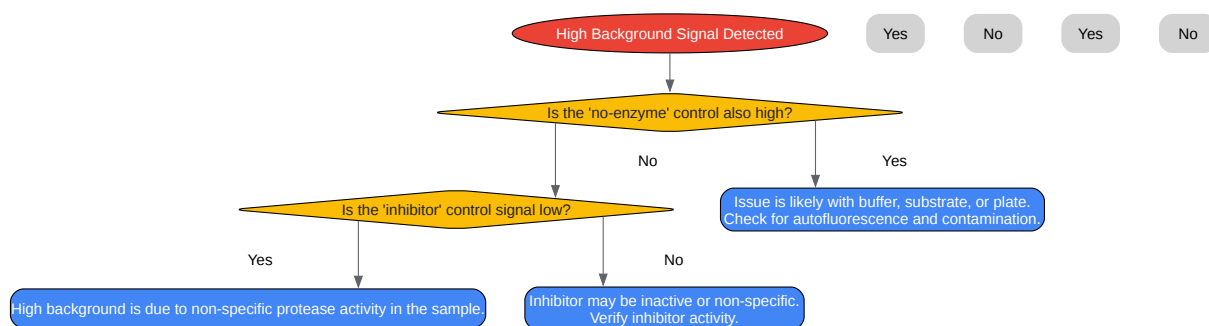 High Background Signal Detected
Yes
No
Yes
No
Is the 'no-enzyme' control also high?
No
Yes
Is the 'inhibitor' control signal low?
Issue is likely with buffer, substrate, or plate.
Check for autofluorescence and contamination.
Yes
No
High background is due to non-specific protease activity in the sample.
Inhibitor may be inactive or non-specific.
Verify inhibitor activity.